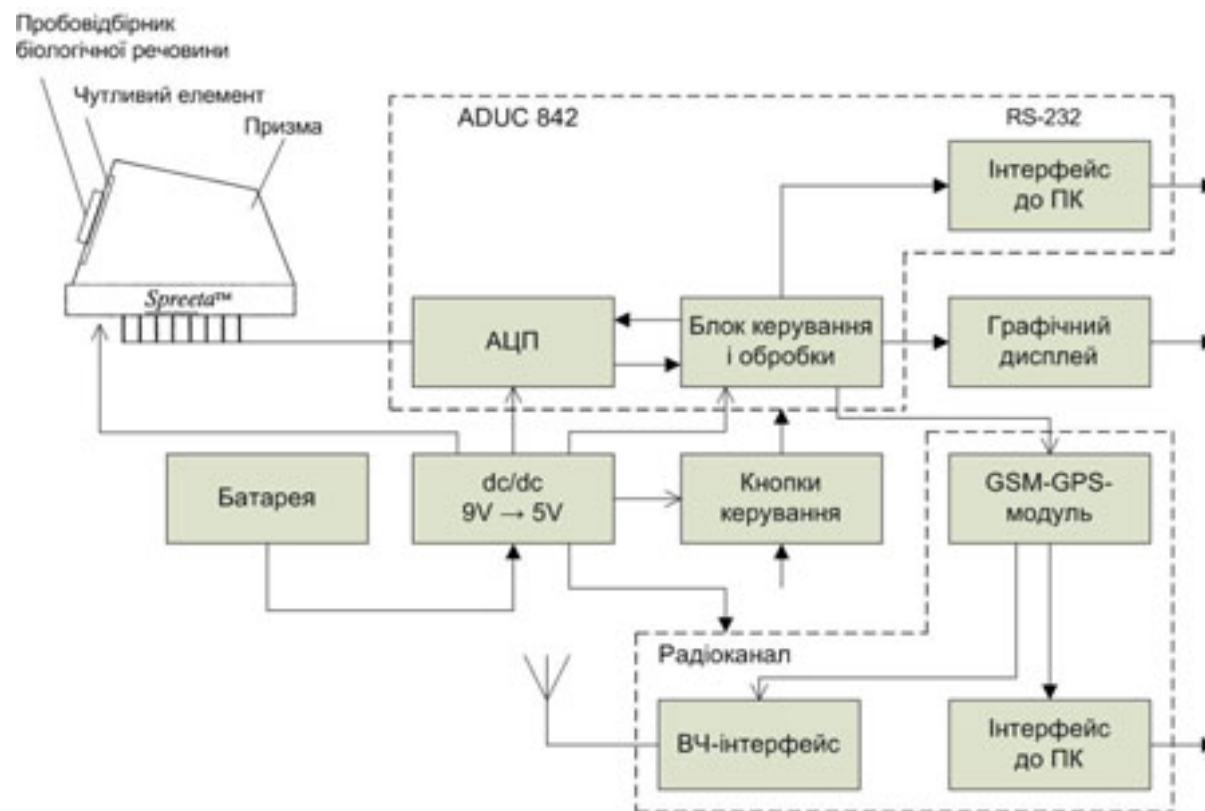 Пробовідбірник
біологічної речовини
Чутливий елемент
Призма
ADUC 842
RS-232
Інтерфейс
до ПК
Spreeta™
АЦП
Блок керування
і обробки
Графічний
дисплей
Батарея
dc/dc
9V → 5V
Кнопки
керування
GSM-GPS-
модуль
Радіоканал
ВЧ-інтерфейс
Інтерфейс
до ПК